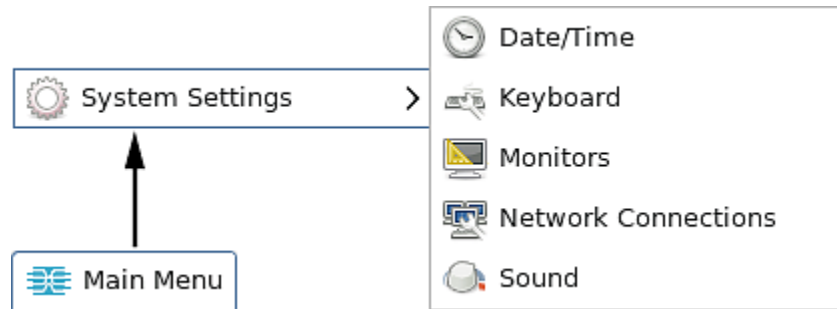 System Settings
Main Menu
Date/Time
Keyboard
Monitors
Network Connections
Sound